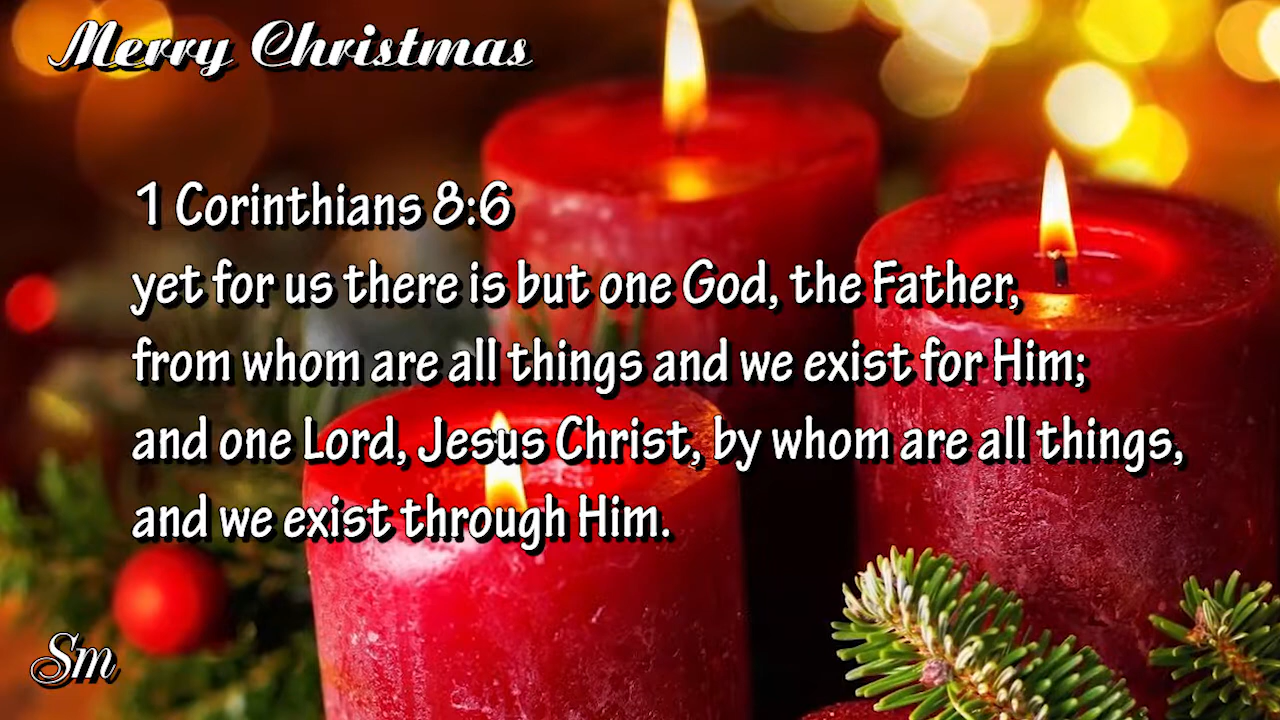 Merry Christmas
1 Corinthians 8:6
yet for us there is but one God, the Father,
from whom are all things and we exist for Him;
and one Lord, Jesus Christ, by whom are all things,
and we exist through Him.
Sm